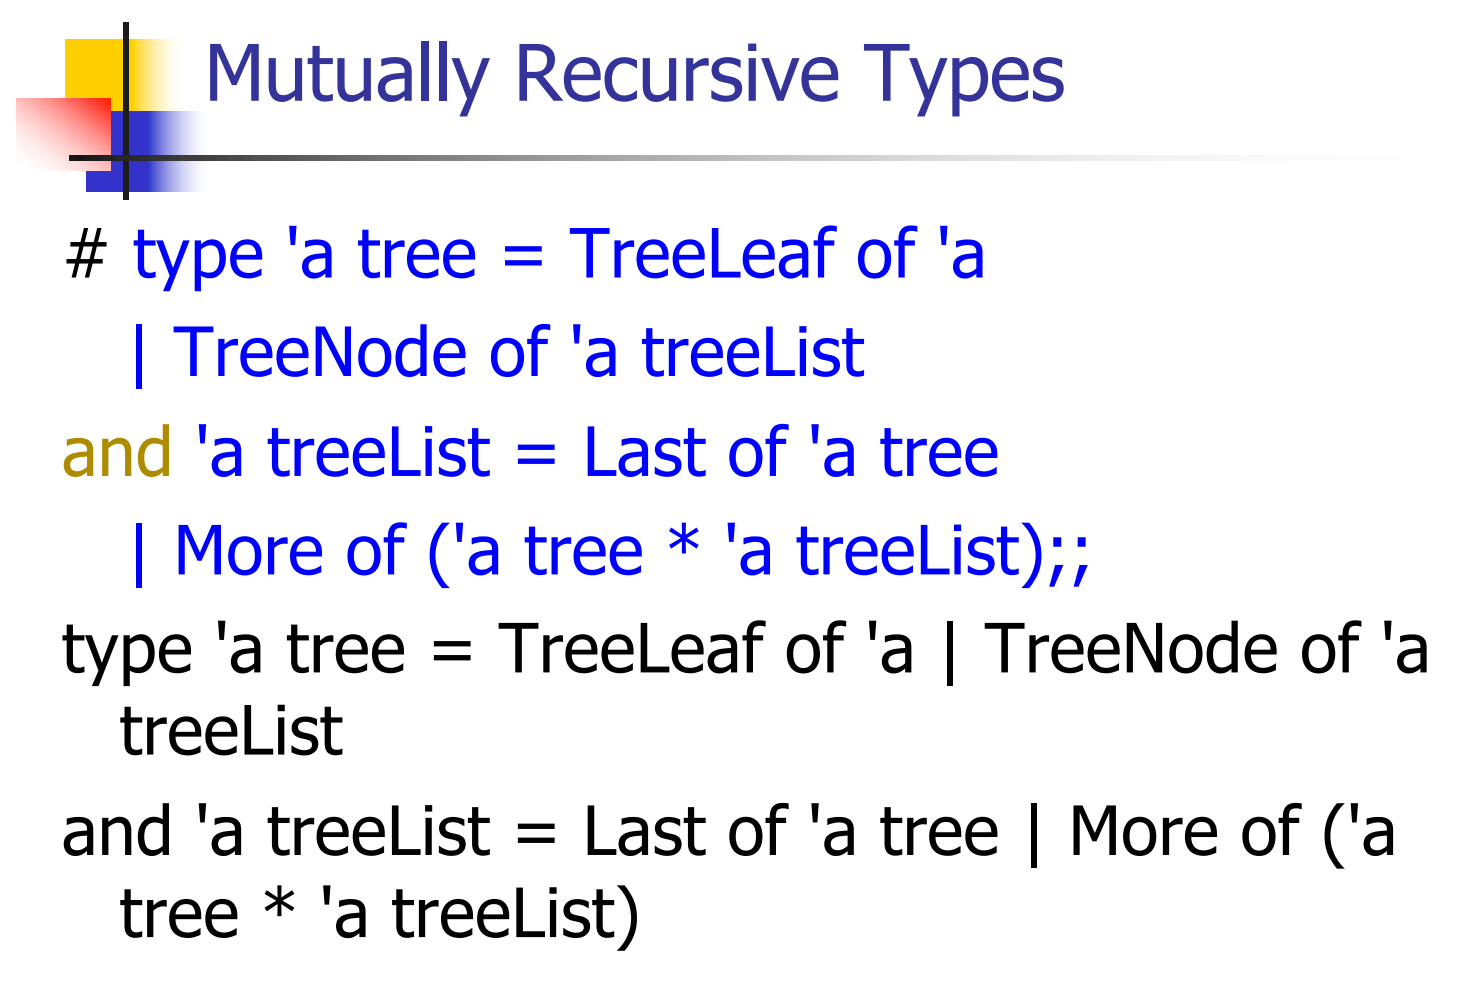 Mutually Recursive Types
# type 'a tree = TreeLeaf of 'a
| TreeNode of 'a treeList
and 'a treeList = Last of 'a tree
| More of ('a tree * 'a treeList);;
type 'a tree = TreeLeaf of 'a | TreeNode of 'a
treeList
and 'a treeList = Last of 'a tree | More of ('a
tree * 'a treeList)